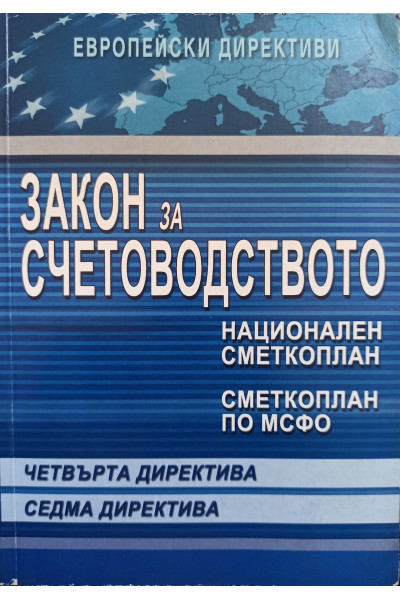 ЕВРОПЕЙСКИ ДИРЕКТИВИ
ЗАКОН ЗА
СЧЕТОВОДСТВОТО
НАЦИОНАЛЕН
СМЕТКОПЛАН
СМЕТКОПЛАН
ПО МСФО
ЧЕТВЪРТА ДИРЕКТИВА
СЕДМА ДИРЕКТИВА